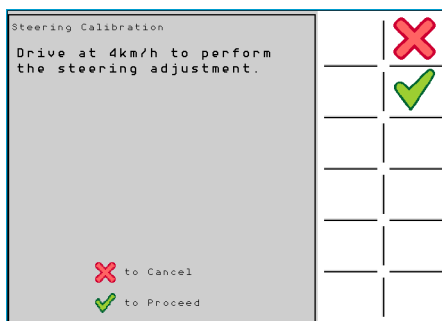 Steering Calibration
Drive at 4km/h to perform
the steering adjustment.
to Cancel
to Proceed